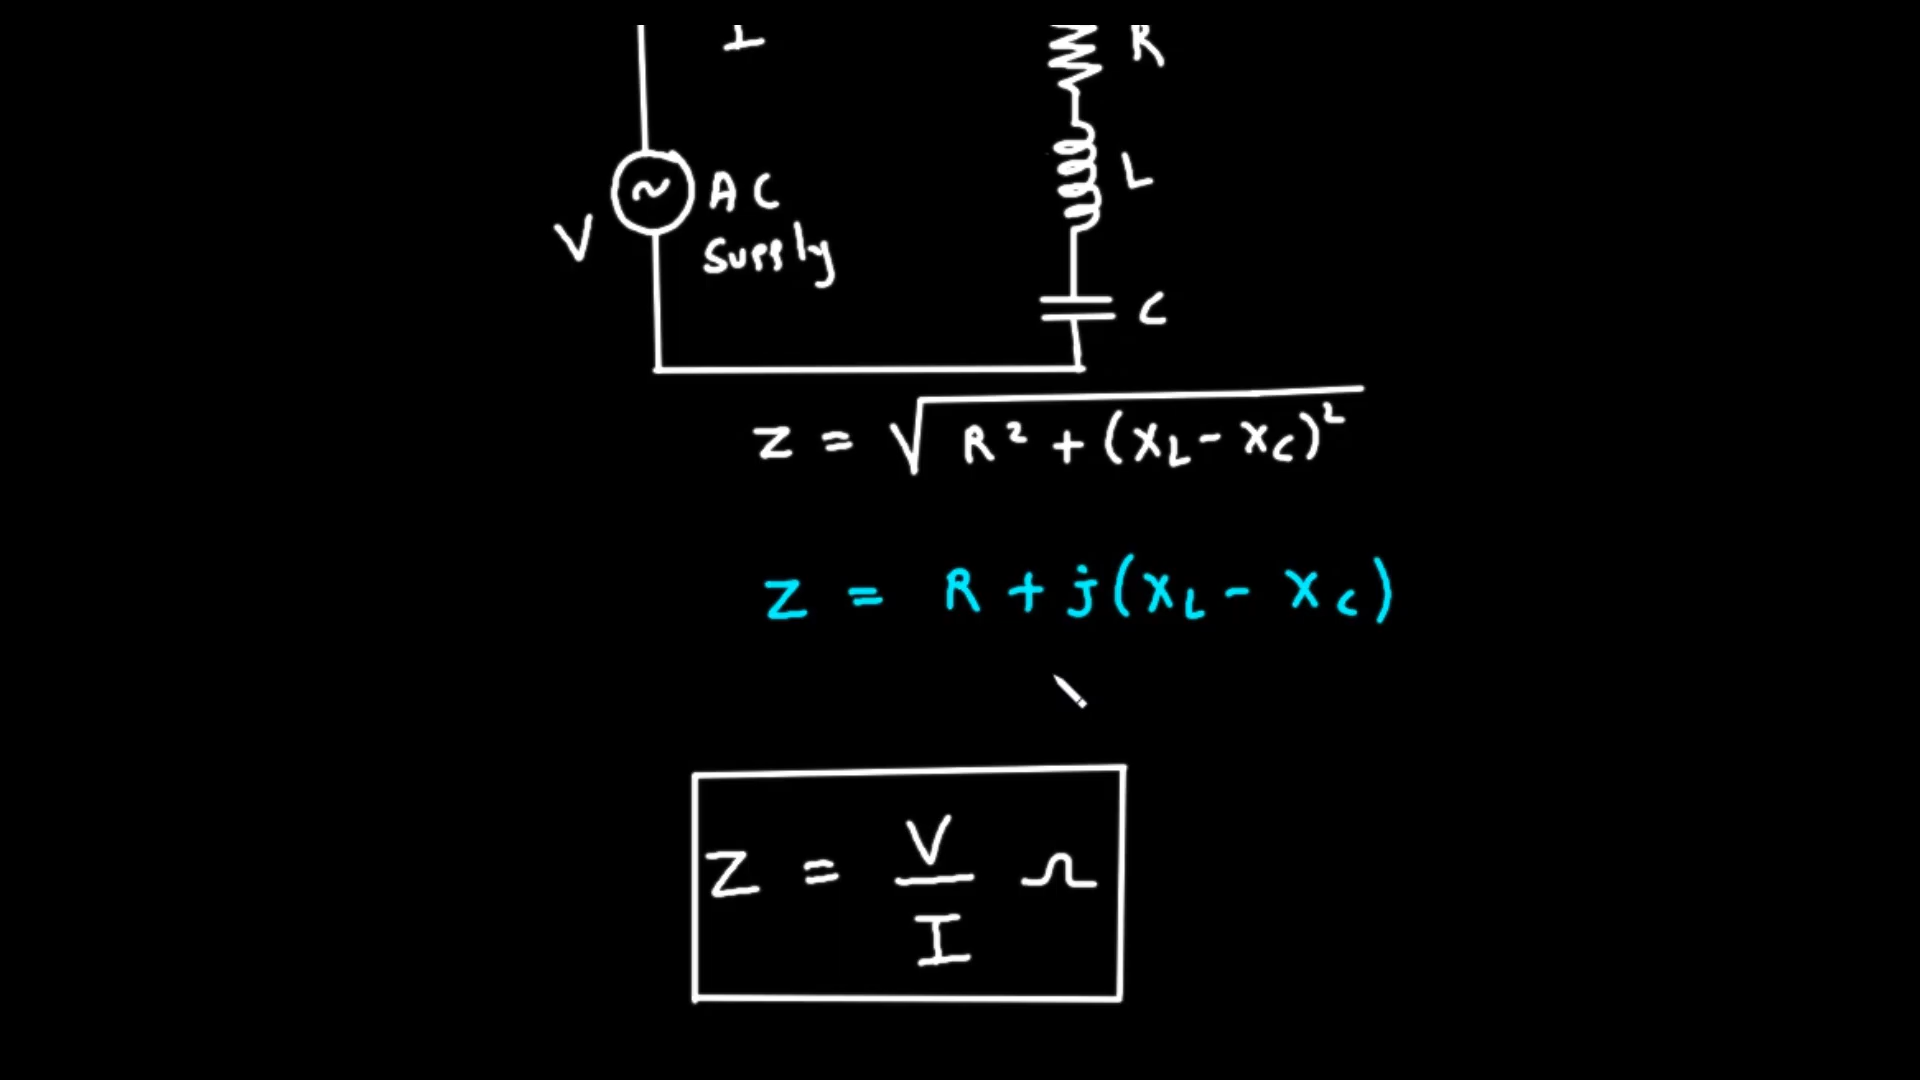 I
R
L
AC
V
supply
C
Z = √R² + (XL - XC)²
Z = R + j(XL - XC)
Z = V/I Ω